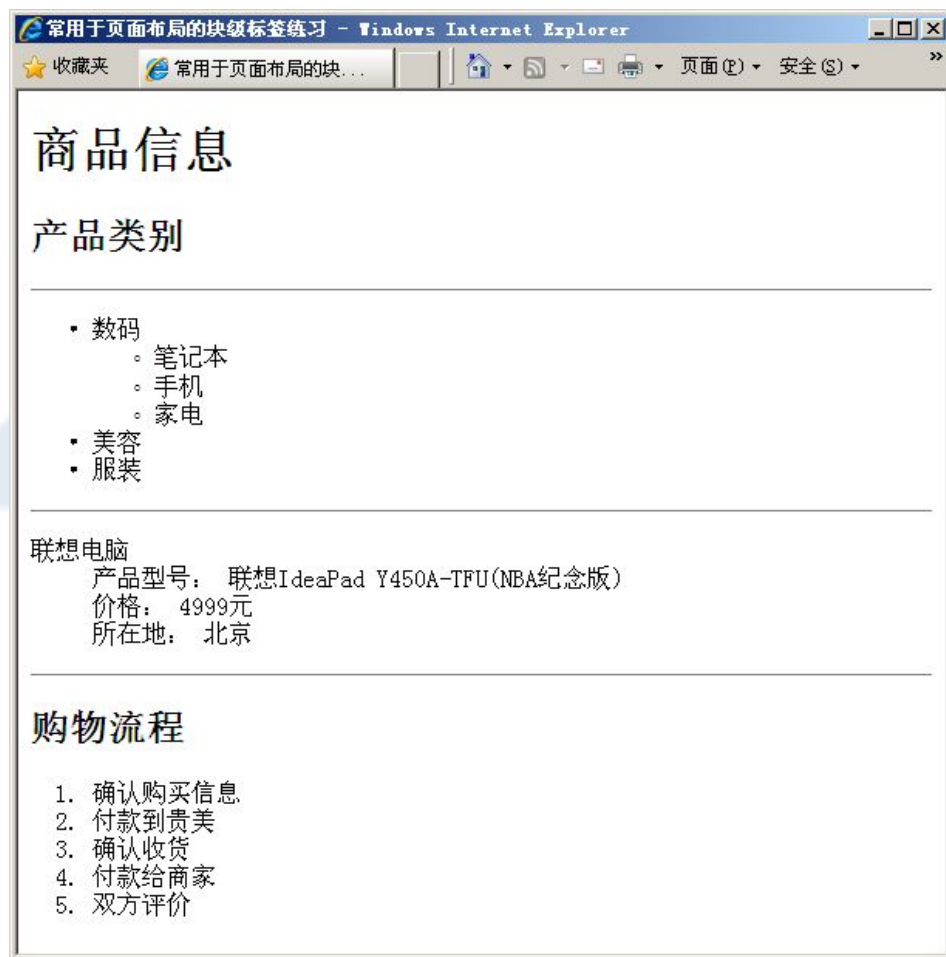 常用于页面布局的块级标签练习 - Windows Internet Explorer
收藏夹 常用于页面布局的块... 页面(P) 安全(S) »
商品信息
产品类别
数码
笔记本
手机
家电
美容
服装
联想电脑
产品型号： 联想IdeaPad Y450A-TFU(NBA纪念版)
价格： 4999元
所在地： 北京
购物流程
1. 确认购买信息
2. 付款到贵美
3. 确认收货
4. 付款给商家
5. 双方评价